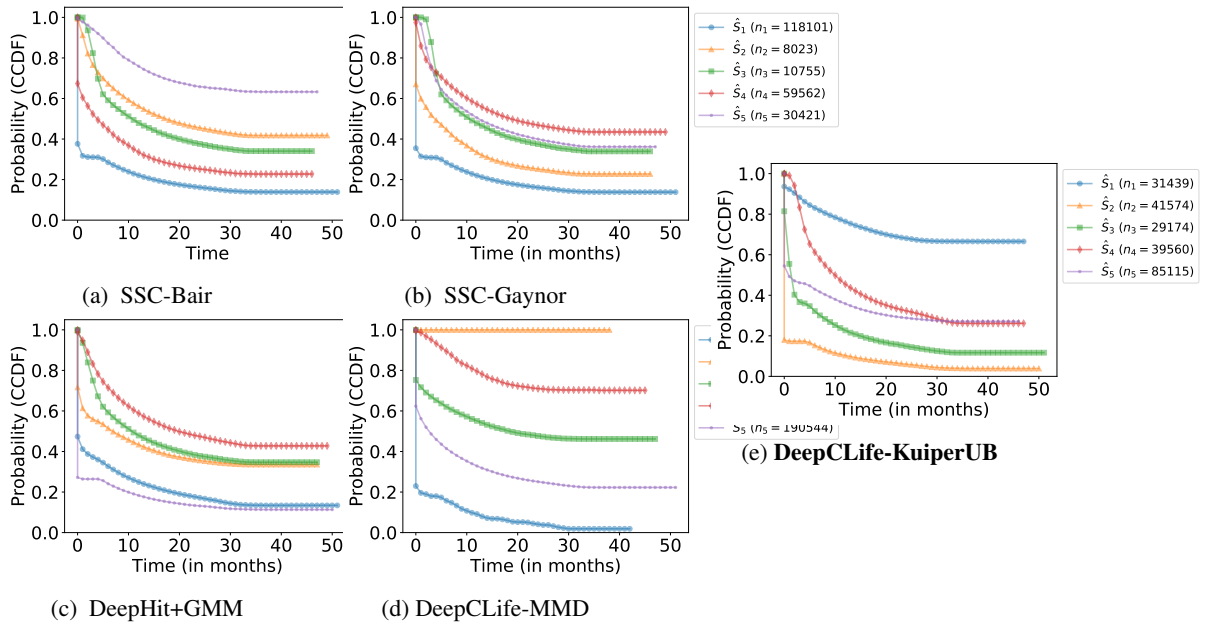 Probability (CCDF)
1.0
0.8
0.6
0.4
0.2
0.0
0 10 20 30 40 50
Time
(a) SSC-Bair
Probability (CCDF)
1.0
0.8
0.6
0.4
0.2
0.0
0 10 20 30 40 50
Time (in months)
(b) SSC-Gaynor
Ŝ₁ (n₁ = 118101)
Ŝ₂ (n₂ = 8023)
Ŝ₃ (n₃ = 10755)
Ŝ₄ (n₄ = 59562)
Ŝ₅ (n₅ = 30421)
Probability (CCDF)
1.0
0.8
0.6
0.4
0.2
0.0
0 10 20 30 40 50
Time (in months)
(c) DeepHit+GMM
Probability (CCDF)
1.0
0.8
0.6
0.4
0.2
0.0
0 10 20 30 40 50
Time (in months)
(d) DeepCLife-MMD
S₅ (n₅ = 190544)
Probability (CCDF)
1.0
0.8
0.6
0.4
0.2
0.0
0 10 20 30 40 50
Time (in months)
Ŝ₁ (n₁ = 31439)
Ŝ₂ (n₂ = 41574)
Ŝ₃ (n₃ = 29174)
Ŝ₄ (n₄ = 39560)
Ŝ₅ (n₅ = 85115)
(e) DeepCLife-KuiperUB